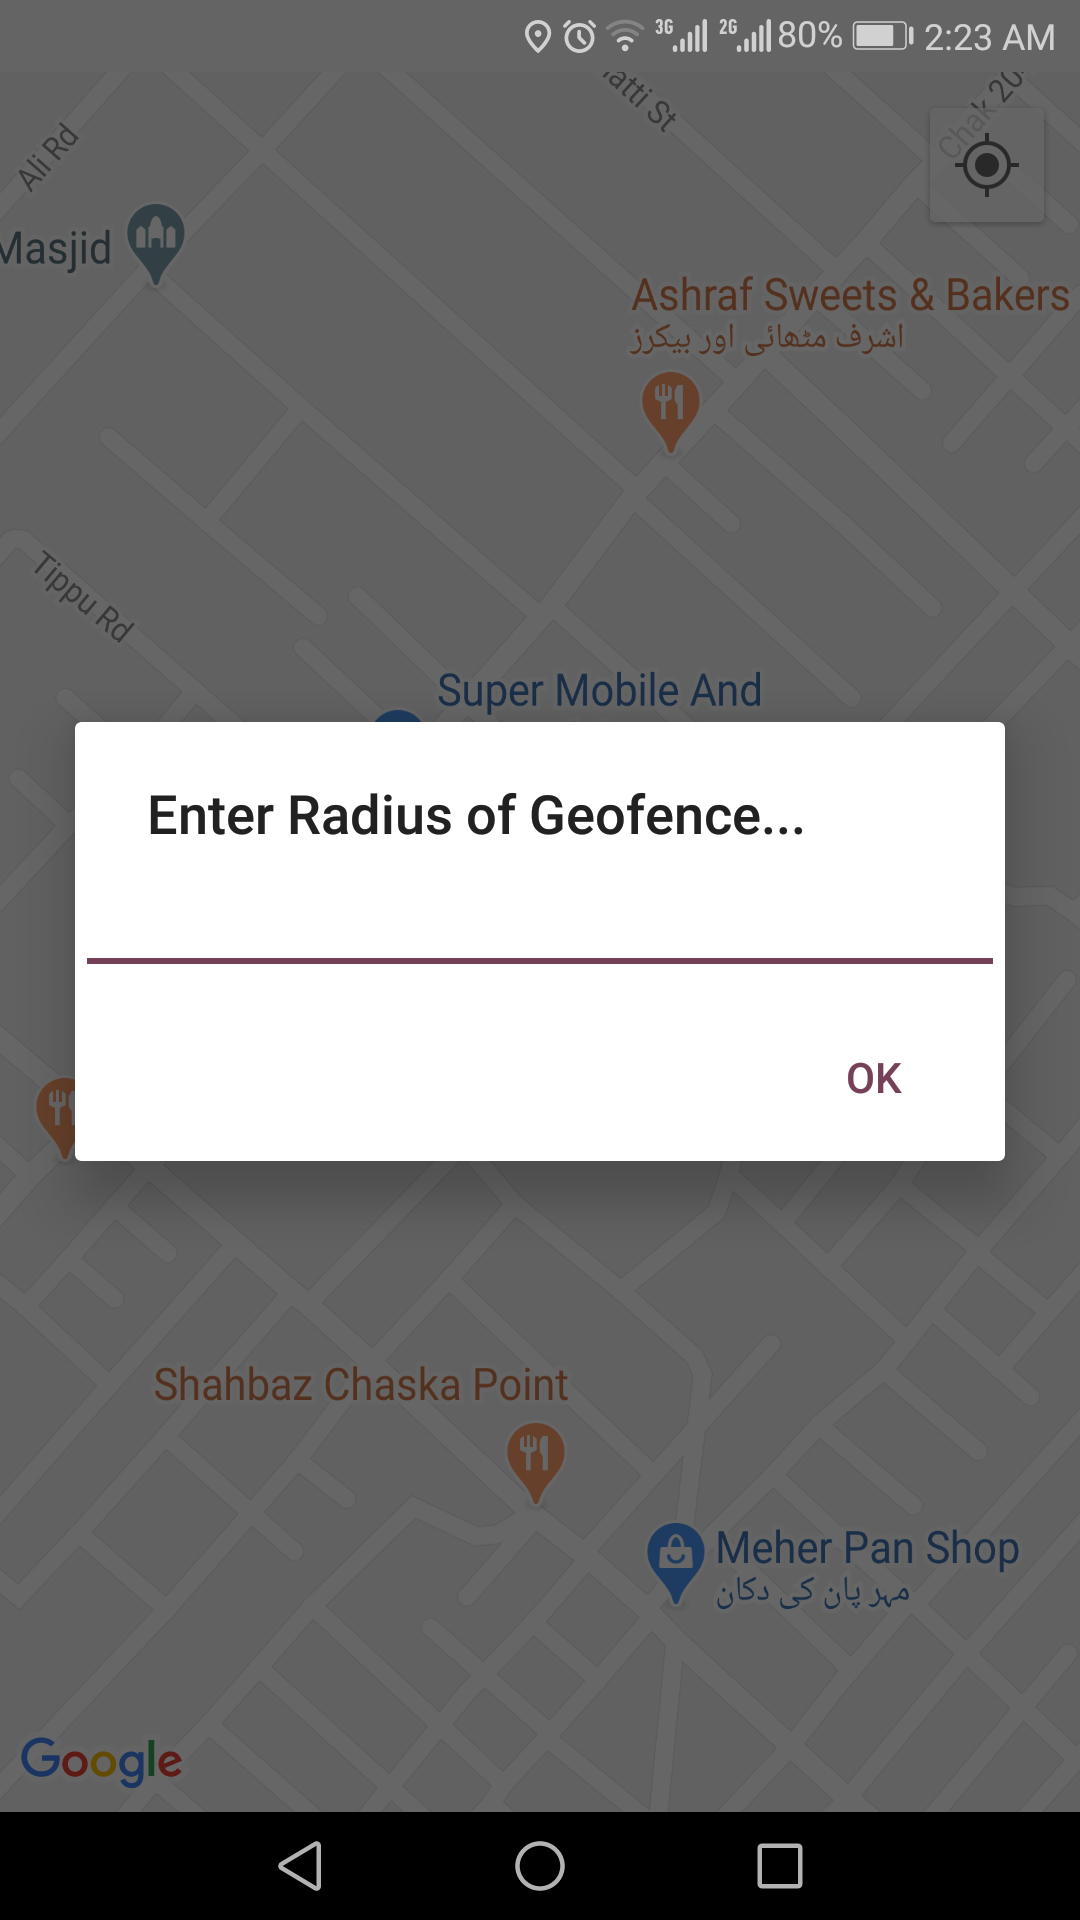 3G 2G 80% 2:23 AM
atti St
Chak 20
Ali Rd
Masjid
Ashraf Sweets & Bakers
اشرف مٹھائی اور بیکرز
Tippu Rd
Super Mobile And
Enter Radius of Geofence...
OK
Shahbaz Chaska Point
Meher Pan Shop
مہر پان کی دکان
Google